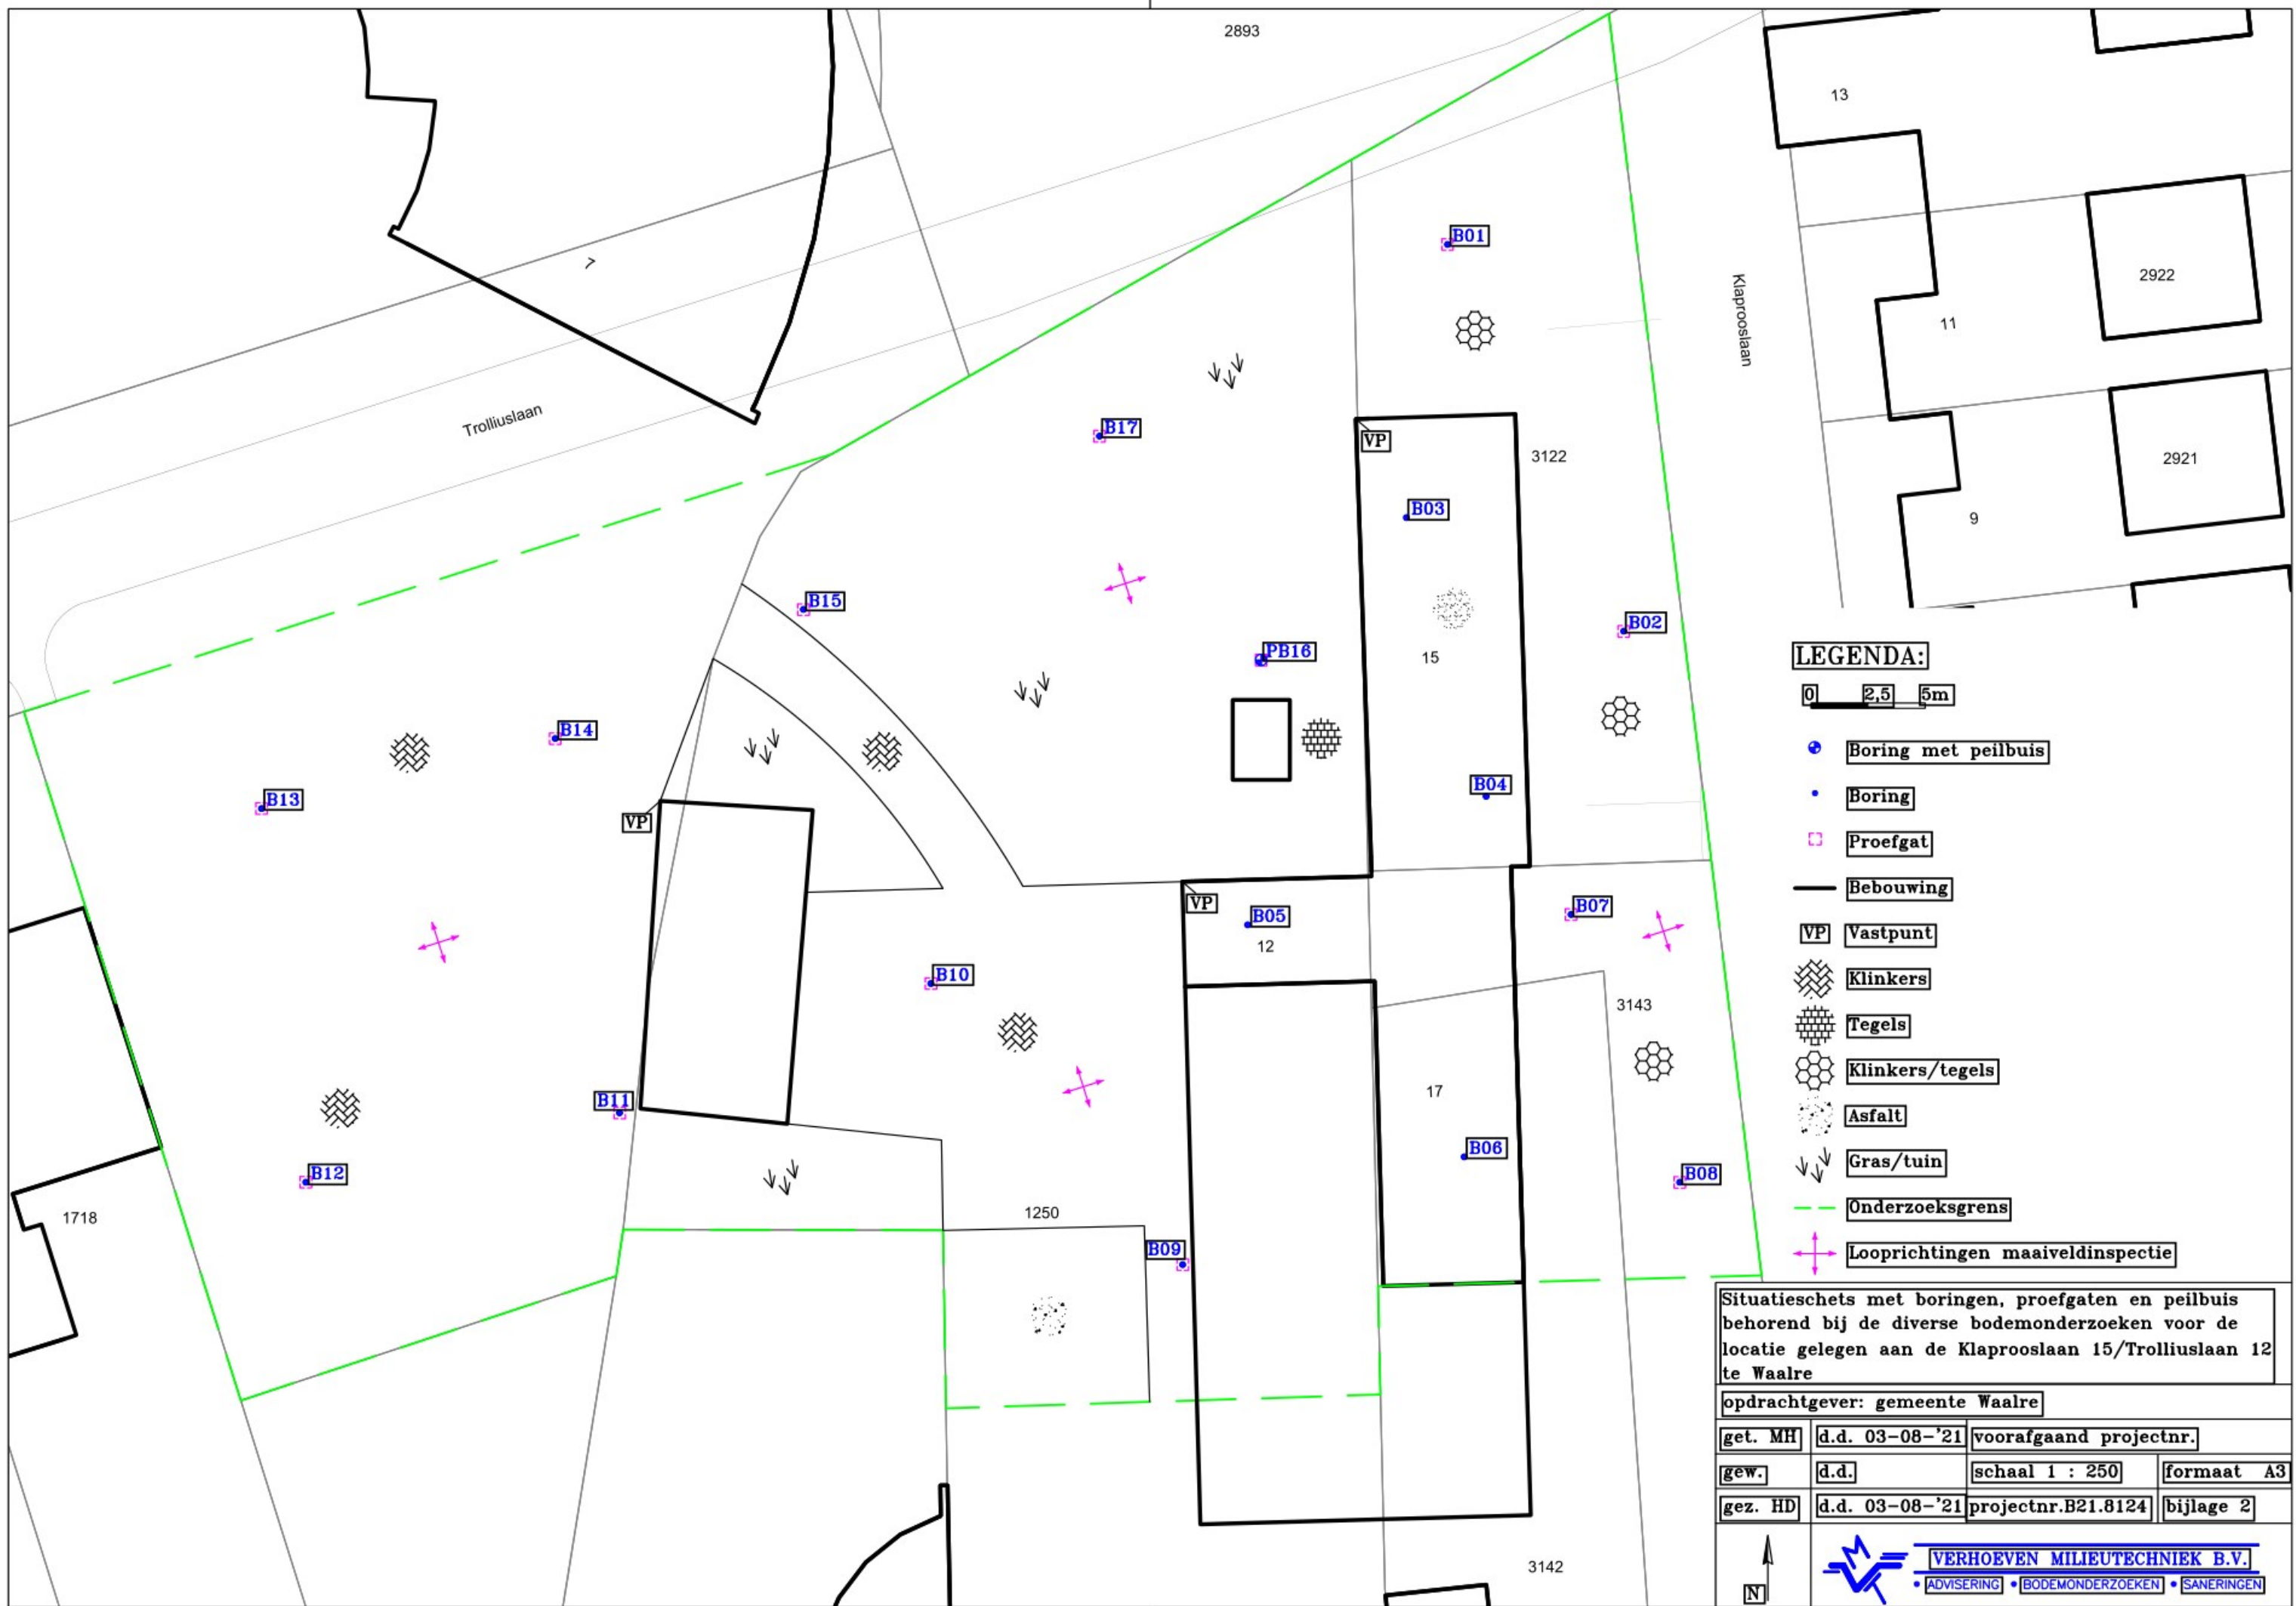 2893
13
7
B01
2922
Klaprooslaan
11
Trolliuslaan
B17
VP
3122
2921
B03
9
B15
B02
PB16
15
B14
B04
B13
VP
VP
B05
B07
12
B10
3143
17
B11
B06
B12
B08
1718
1250
B09
3142
LEGENDA:
0 2,5 5m
Boring met peilbuis
Boring
Proefgat
Bebouwing
VP Vastpunt
Klinkers
Tegels
Klinkers/tegels
Asfalt
Gras/tuin
Onderzoeksgrens
Looprichtingen maaiveldinspectie
Situatieschets met boringen, proefgaten en peilbuis
behorend bij de diverse bodemonderzoeken voor de
locatie gelegen aan de Klaprooslaan 15/Trolliuslaan 12
te Waalre
opdrachtgever: gemeente Waalre
get. MH d.d. 03-08-'21 voorafgaand projectnr.
gew. d.d. schaal 1 : 250 formaat A3
gez. HD d.d. 03-08-'21 projectnr.B21.8124 bijlage 2
N
VERHOEVEN MILIEUTECHNIEK B.V.
• ADVISERING • BODEMONDERZOEKEN • SANERINGEN